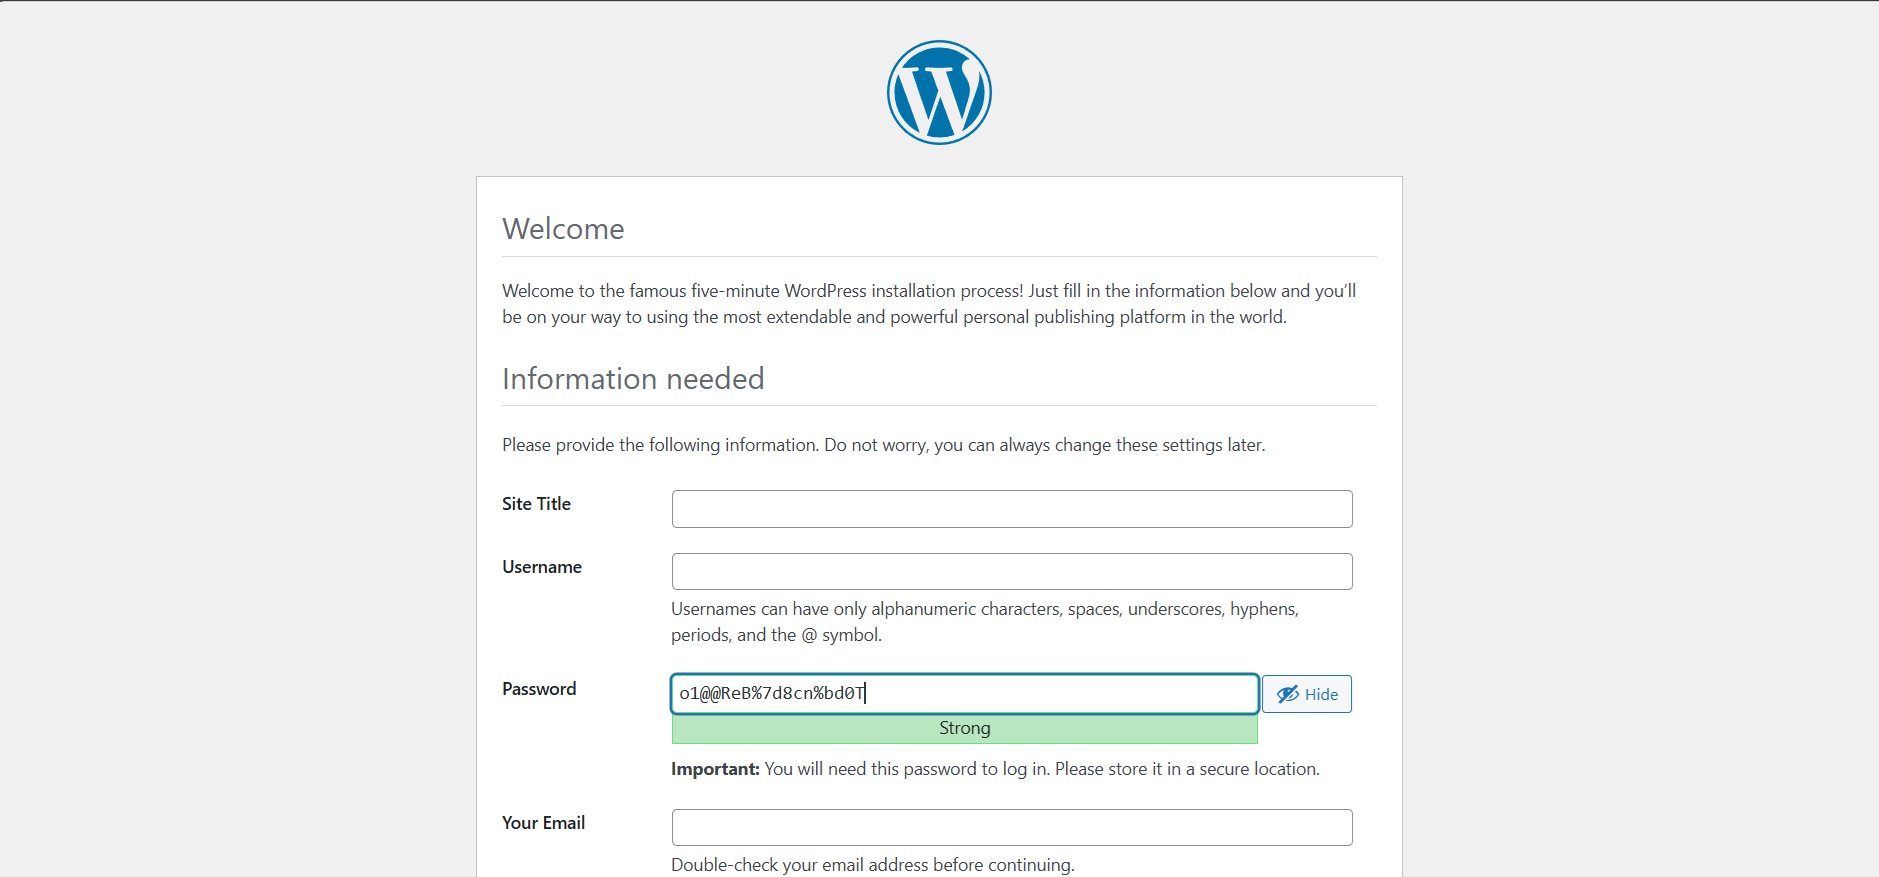 Welcome
Welcome to the famous five-minute WordPress installation process! Just fill in the information below and you’ll
be on your way to using the most extendable and powerful personal publishing platform in the world.
Information needed
Please provide the following information. Do not worry, you can always change these settings later.
Site Title
Username
Usernames can have only alphanumeric characters, spaces, underscores, hyphens,
periods, and the @ symbol.
Password
o1@@ReB%7d8cn%bd0T
Hide
Strong
Important: You will need this password to log in. Please store it in a secure location.
Your Email
Double-check your email address before continuing.